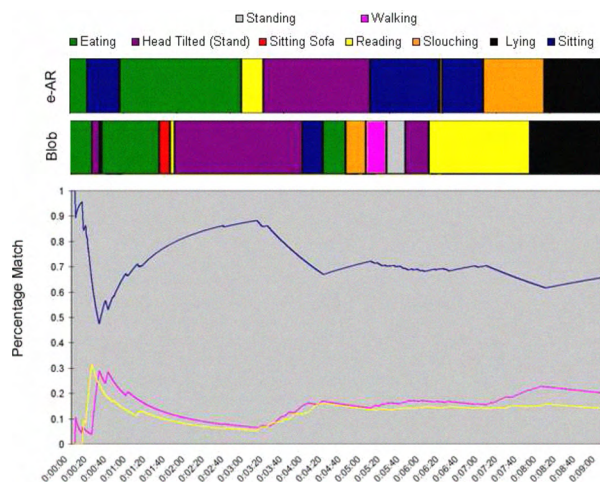 Standing Walking
Eating Head Tilted (Stand) Sitting Sofa Reading Slouching Lying Sitting
e-AR
Blob
Percentage Match
1
0.9
0.8
0.7
0.6
0.5
0.4
0.3
0.2
0.1
0
0:00:00 0:00:20 0:00:40 0:01:00 0:01:40 0:02:00 0:02:40 0:03:00 0:03:20 0:03:40 0:04:00 0:04:20 0:04:40 0:05:00 0:05:20 0:05:40 0:06:00 0:06:20 0:06:40 0:07:00 0:07:20 0:07:40 0:08:00 0:08:20 0:08:40 0:09:00